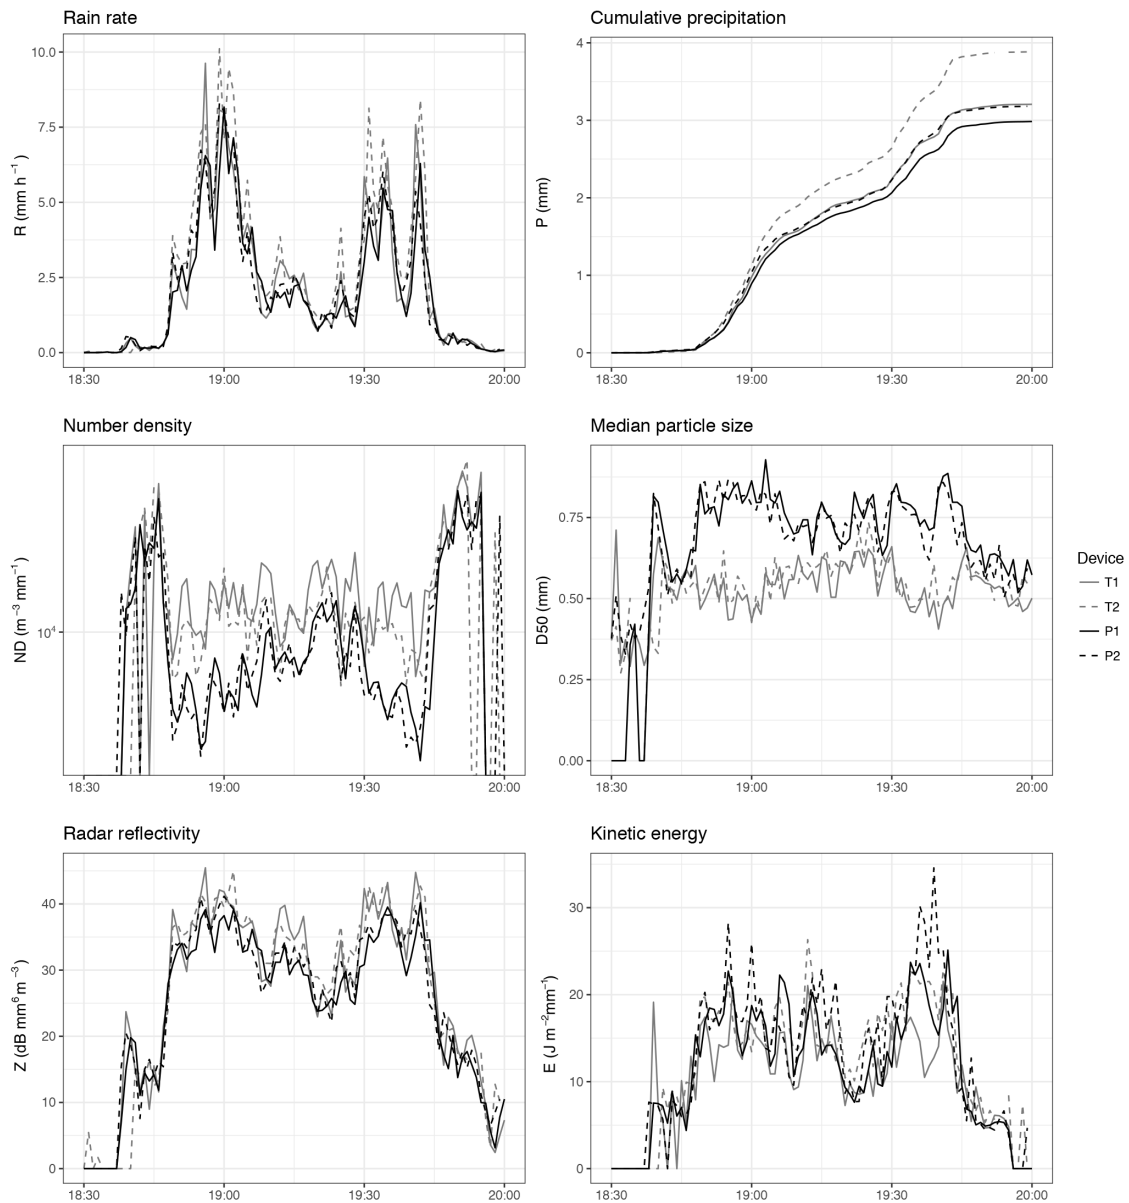 Rain rate
Cumulative precipitation
R (mm h⁻¹)
10.0
7.5
5.0
2.5
0.0
18:30 19:00 19:30 20:00
P (mm)
4
3
2
1
0
18:30 19:00 19:30 20:00
Number density
Median particle size
ND (m⁻³ mm⁻¹)
10⁴
18:30 19:00 19:30 20:00
D50 (mm)
0.75
0.50
0.25
0.00
18:30 19:00 19:30 20:00
Device
T1
T2
P1
P2
Radar reflectivity
Kinetic energy
Z (dB mm⁶ m⁻³)
40
30
20
10
0
18:30 19:00 19:30 20:00
E (J m⁻²mm⁻¹)
30
20
10
0
18:30 19:00 19:30 20:00